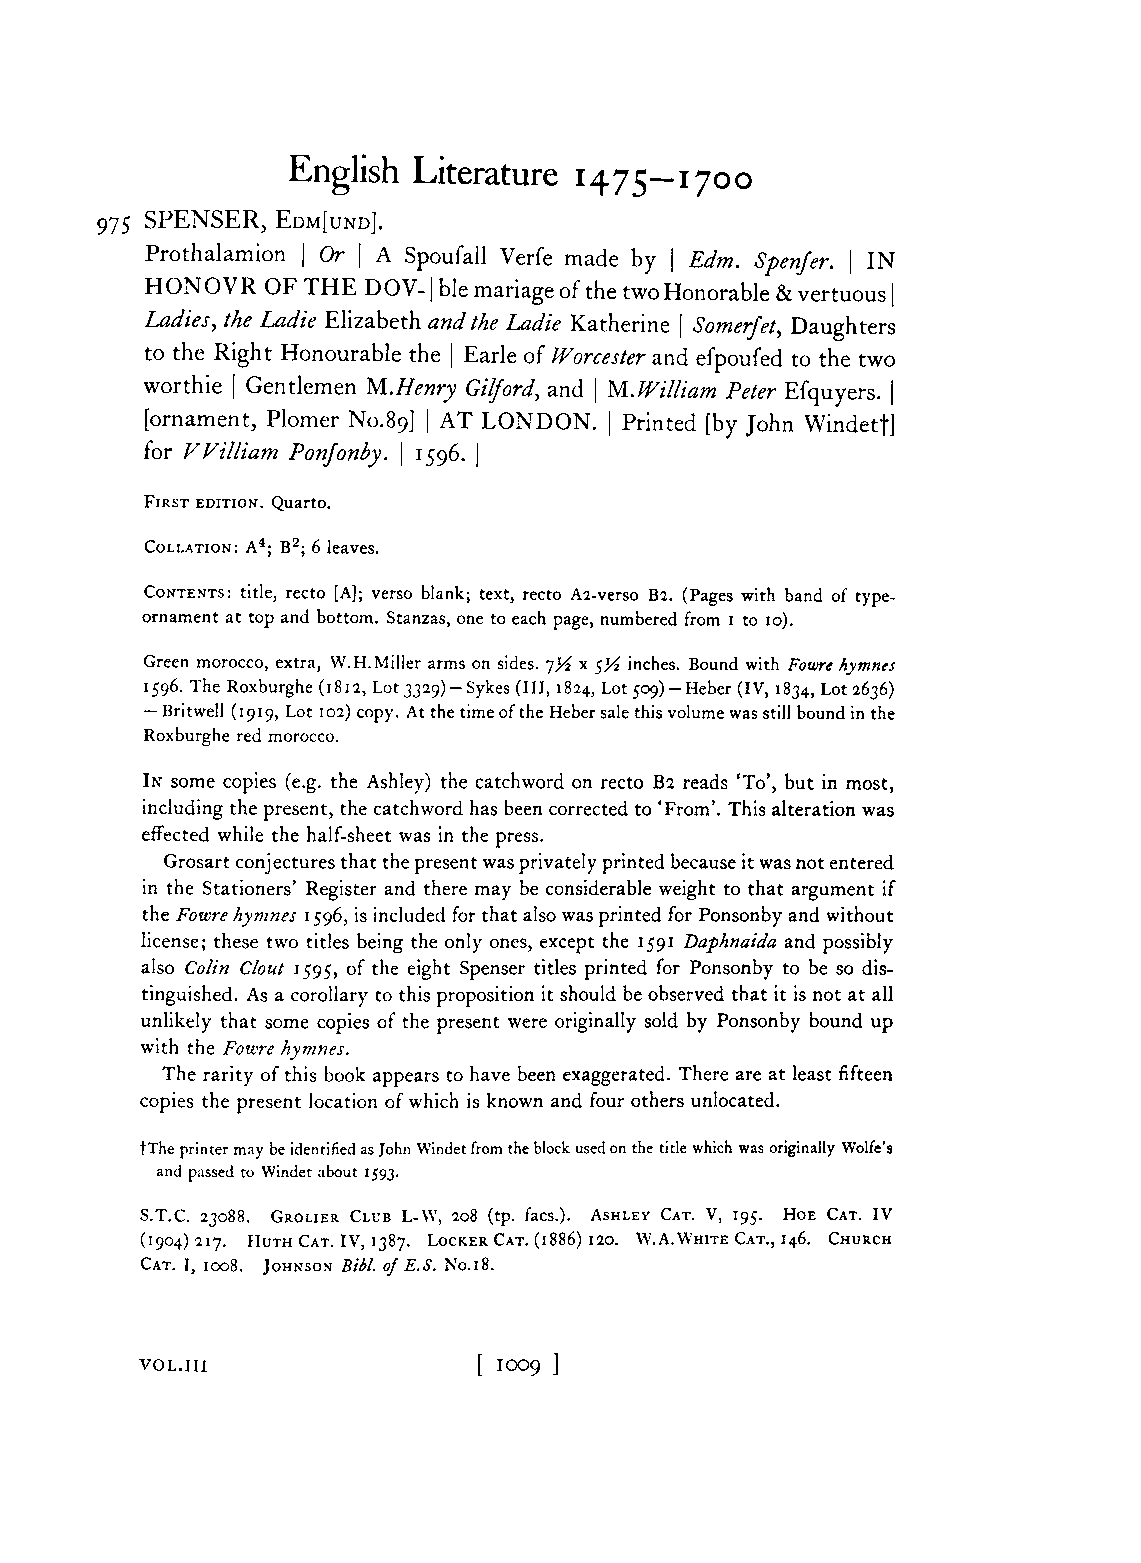 English Literature 1475–1700
975 SPENSER, EDM[UND].
Prothalamion | Or | A Spouſall Verſe made by | Edm. Spenſer. | IN
HONOVR OF THE DOV-| ble mariage of the two Honorable & vertuous |
Ladies, the Ladie Elizabeth and the Ladie Katherine | Somerſet, Daughters
to the Right Honourable the | Earle of Worcester and eſpouſed to the two
worthie | Gentlemen M.Henry Gilford, and | M.William Peter Eſquyers. |
[ornament, Plomer No.89] | AT LONDON. | Printed [by John Windet†]
for VVilliam Ponſonby. | 1596. |
FIRST EDITION. Quarto.
COLLATION: A⁴; B²; 6 leaves.
CONTENTS: title, recto [A]; verso blank; text, recto A2-verso B2. (Pages with band of type-
ornament at top and bottom. Stanzas, one to each page, numbered from 1 to 10).
Green morocco, extra, W.H.Miller arms on sides. 7½ x 5½ inches. Bound with Fowre hymnes
1596. The Roxburghe (1812, Lot 3329) — Sykes (III, 1824, Lot 509) — Heber (IV, 1834, Lot 2636)
— Britwell (1919, Lot 102) copy. At the time of the Heber sale this volume was still bound in the
Roxburghe red morocco.
IN some copies (e.g. the Ashley) the catchword on recto B2 reads 'To', but in most,
including the present, the catchword has been corrected to 'From'. This alteration was
effected while the half-sheet was in the press.
Grosart conjectures that the present was privately printed because it was not entered
in the Stationers' Register and there may be considerable weight to that argument if
the Fowre hymnes 1596, is included for that also was printed for Ponsonby and without
license; these two titles being the only ones, except the 1591 Daphnaida and possibly
also Colin Clout 1595, of the eight Spenser titles printed for Ponsonby to be so dis-
tinguished. As a corollary to this proposition it should be observed that it is not at all
unlikely that some copies of the present were originally sold by Ponsonby bound up
with the Fowre hymnes.
The rarity of this book appears to have been exaggerated. There are at least fifteen
copies the present location of which is known and four others unlocated.
†The printer may be identified as John Windet from the block used on the title which was originally Wolfe's
and passed to Windet about 1593.
S.T.C. 23088. GROLIER CLUB L-W, 208 (tp. facs.). ASHLEY CAT. V, 195. HOE CAT. IV
(1904) 217. HUTH CAT. IV, 1387. LOCKER CAT. (1886) 120. W.A.WHITE CAT., 146. CHURCH
CAT. I, 1008. JOHNSON Bibl. of E.S. No.18.
VOL.III [ 1009 ]